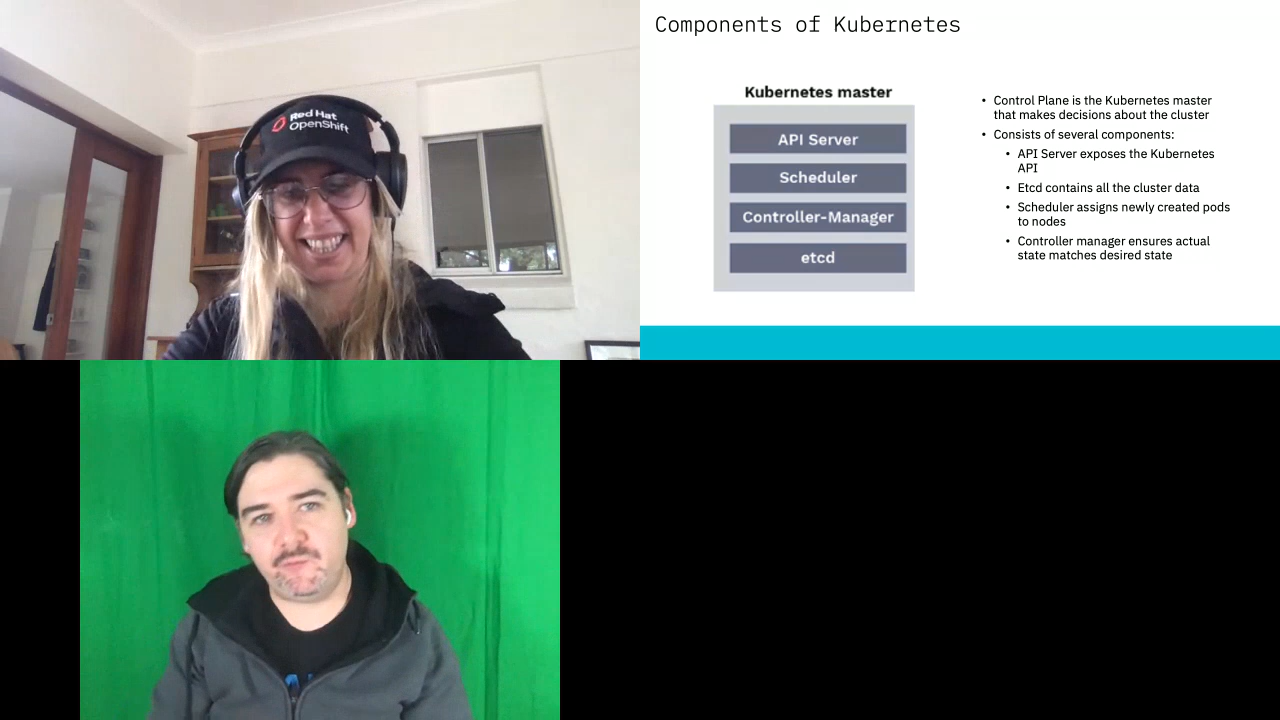 Components of Kubernetes
Kubernetes master
API Server
Scheduler
Controller-Manager
etcd
• Control Plane is the Kubernetes master
that makes decisions about the cluster
• Consists of several components:
• API Server exposes the Kubernetes
API
• Etcd contains all the cluster data
• Scheduler assigns newly created pods
to nodes
• Controller manager ensures actual
state matches desired state
Red Hat
OpenShift